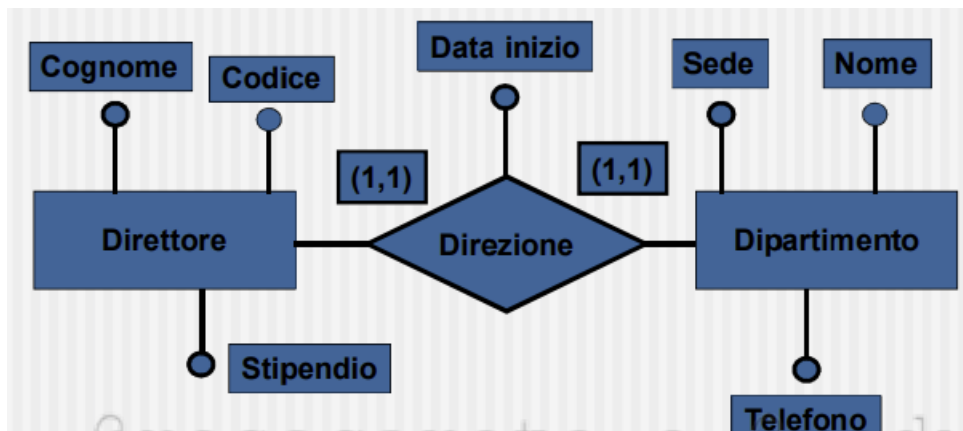 Data inizio
Cognome
Codice
Sede
Nome
(1,1)
(1,1)
Direttore
Direzione
Dipartimento
Stipendio
Telefono